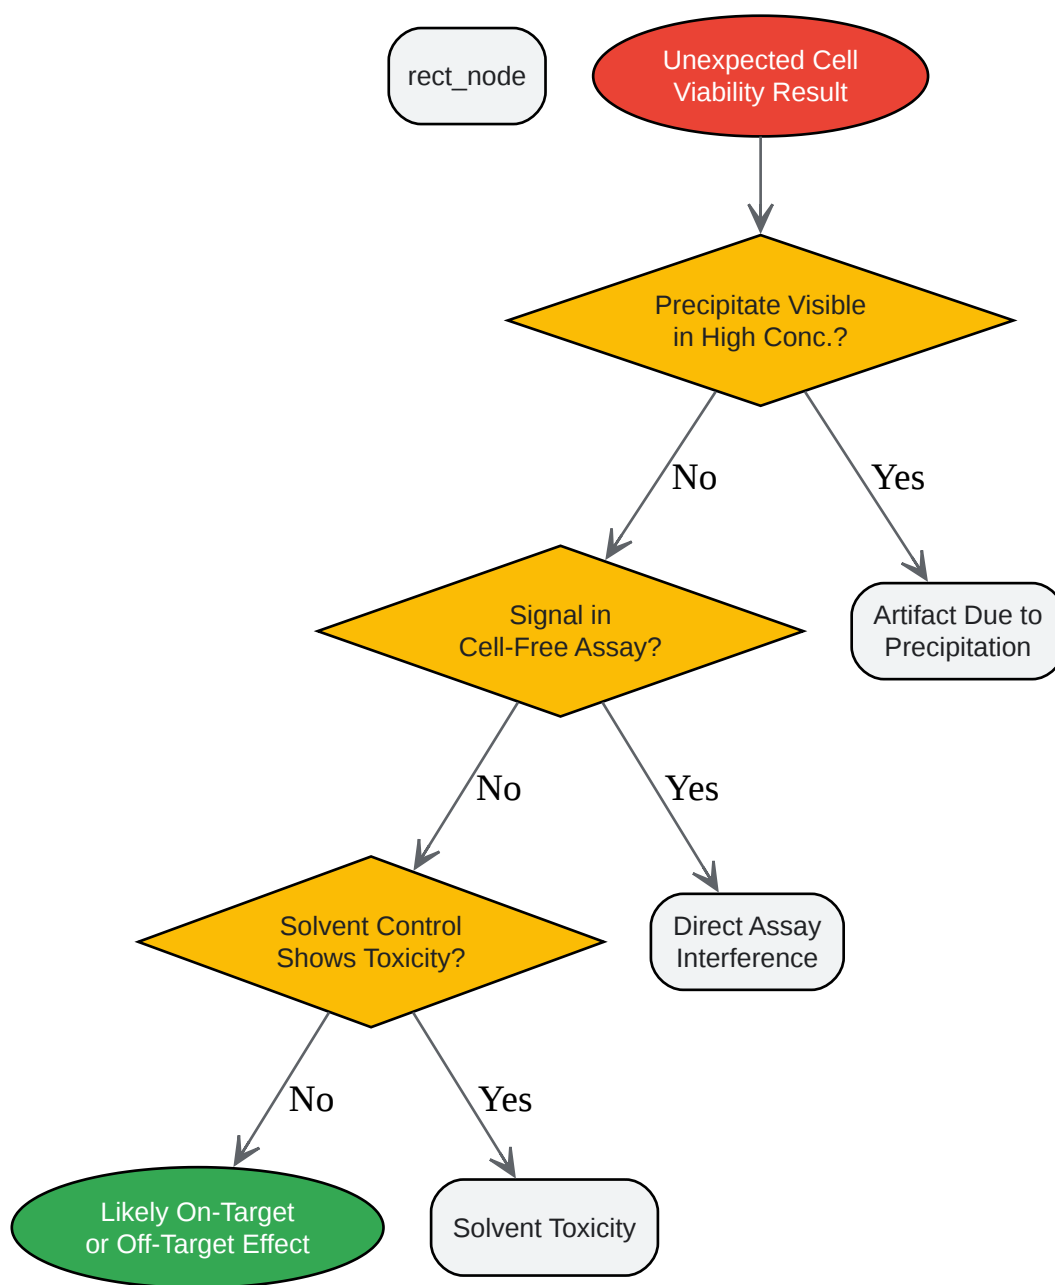 rect_node
Unexpected Cell
Viability Result
Precipitate Visible
in High Conc.?
No
Yes
Signal in
Cell-Free Assay?
Artifact Due to
Precipitation
No
Yes
Solvent Control
Shows Toxicity?
Direct Assay
Interference
No
Yes
Likely On-Target
or Off-Target Effect
Solvent Toxicity